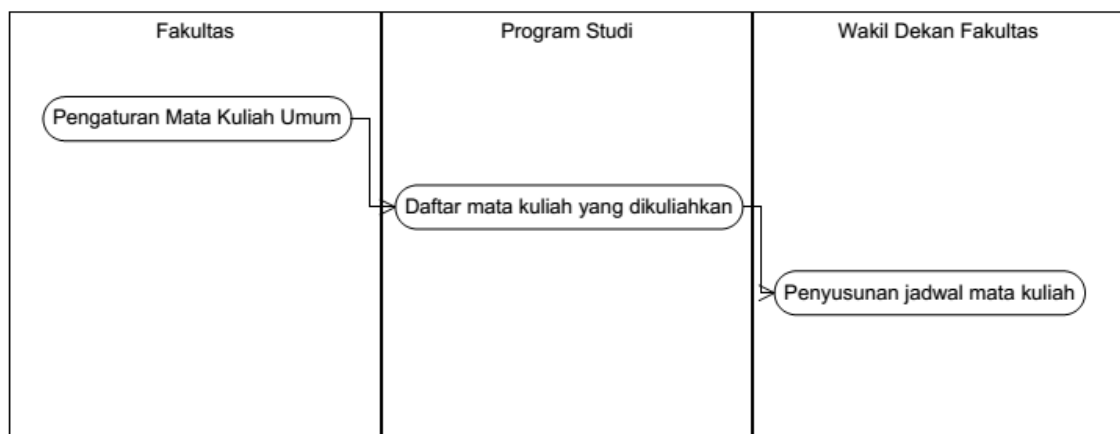 Fakultas
Program Studi
Wakil Dekan Fakultas
Pengaturan Mata Kuliah Umum
Daftar mata kuliah yang dikuliahkan
Penyusunan jadwal mata kuliah